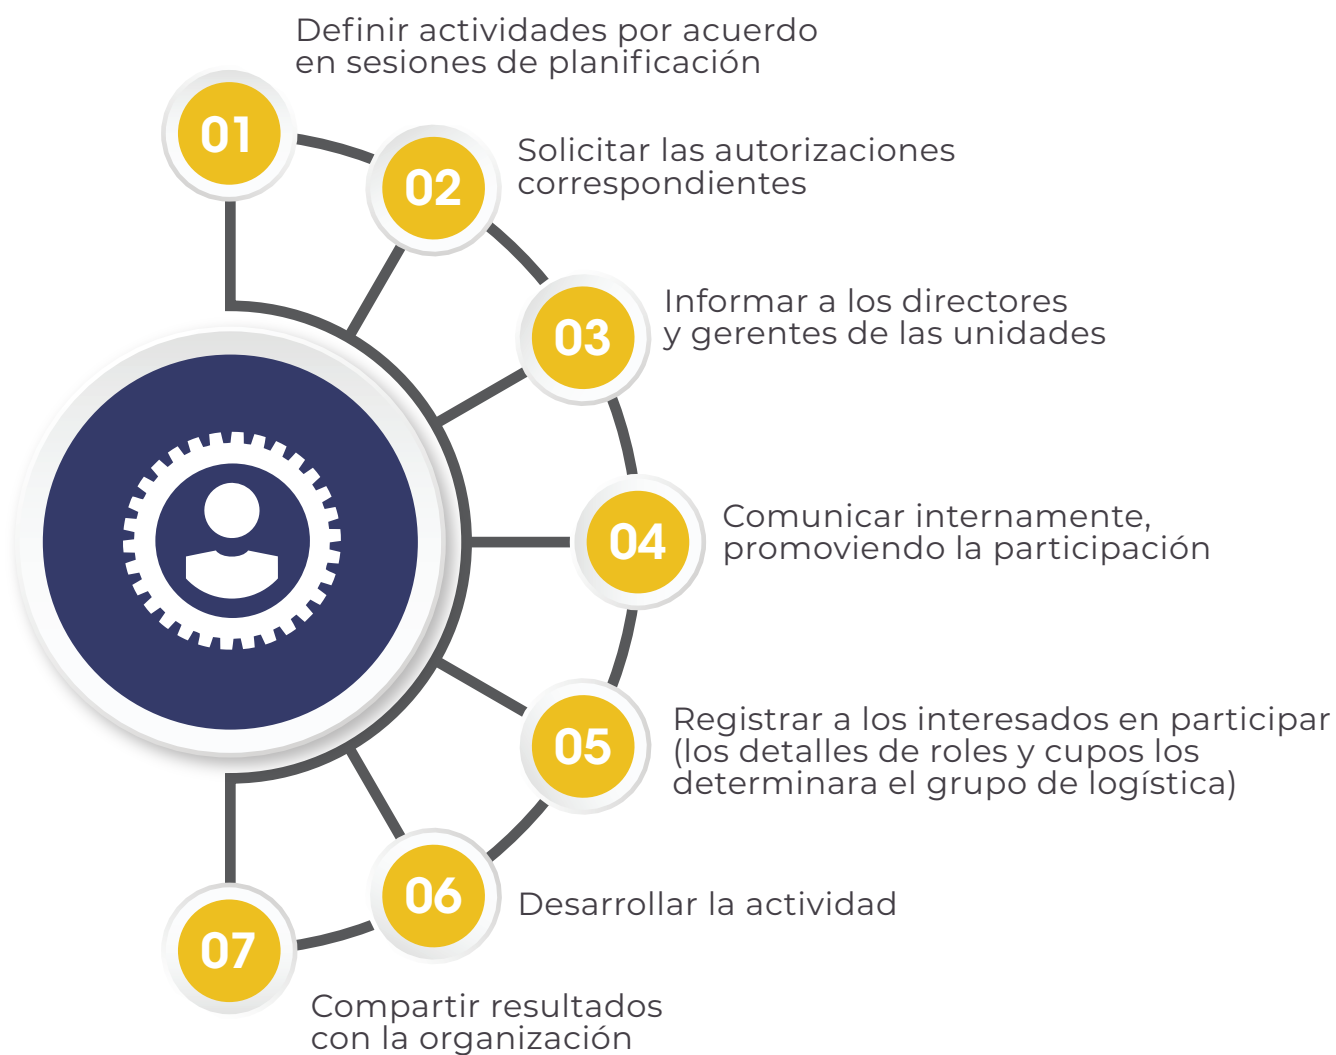 01
Definir actividades por acuerdo
en sesiones de planificación
02
Solicitar las autorizaciones
correspondientes
03
Informar a los directores
y gerentes de las unidades
04
Comunicar internamente,
promoviendo la participación
05
Registrar a los interesados en participar
(los detalles de roles y cupos los
determinara el grupo de logística)
06
Desarrollar la actividad
07
Compartir resultados
con la organización